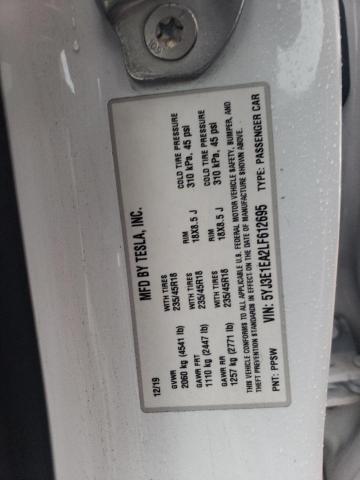 MFD BY TESLA, INC.
12/19
GVWR WITH TIRES RIM COLD TIRE PRESSURE
2060 kg (4541 lb) 235/45R18 18X8.5 J 310 kPa, 45 psi
GAWR FRT WITH TIRES RIM COLD TIRE PRESSURE
1110 kg (2447 lb) 235/45R18 18X8.5 J 310 kPa, 45 psi
GAWR RR
1257 kg (2771 lb) 235/45R18
THIS VEHICLE CONFORMS TO ALL APPLICABLE U.S. FEDERAL MOTOR VEHICLE SAFETY, BUMPER, AND
THEFT PREVENTION STANDARDS IN EFFECT ON THE DATE OF MANUFACTURE SHOWN ABOVE.
VIN: 5YJ3E1EA2LF612695 TYPE: PASSENGER CAR
PNT: PPSW